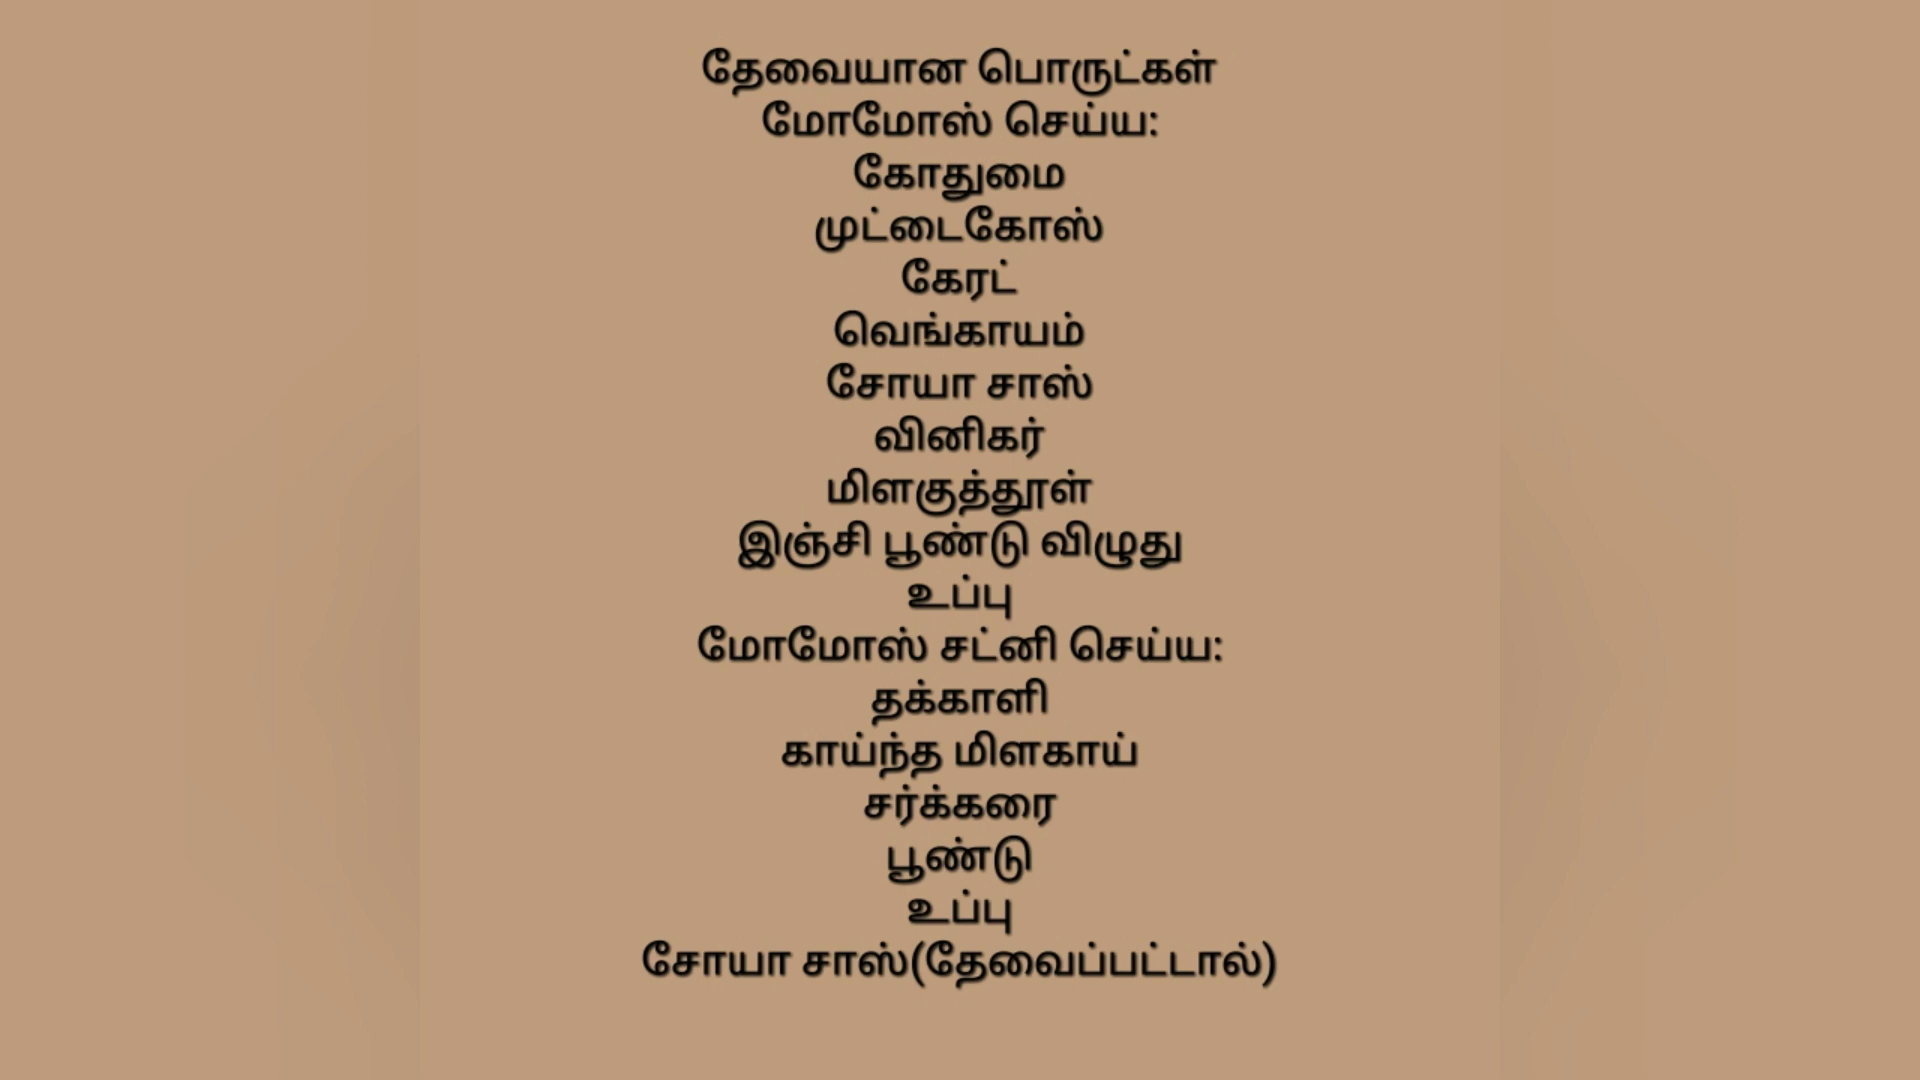 தேவையான பொருட்கள்
மோமோஸ் செய்ய:
கோதுமை
முட்டைகோஸ்
கேரட்
வெங்காயம்
சோயா சாஸ்
வினிகர்
மிளகுத்தூள்
இஞ்சி பூண்டு விழுது
உப்பு
மோமோஸ் சட்னி செய்ய:
தக்காளி
காய்ந்த மிளகாய்
சர்க்கரை
பூண்டு
உப்பு
சோயா சாஸ்(தேவைப்பட்டால்)